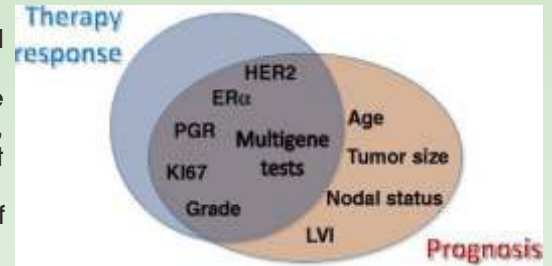 Therapy
response
HER2
ERα
PGR
Multigene
tests
KI67
Grade
Age
Tumor size
Nodal status
LVI
Prognosis